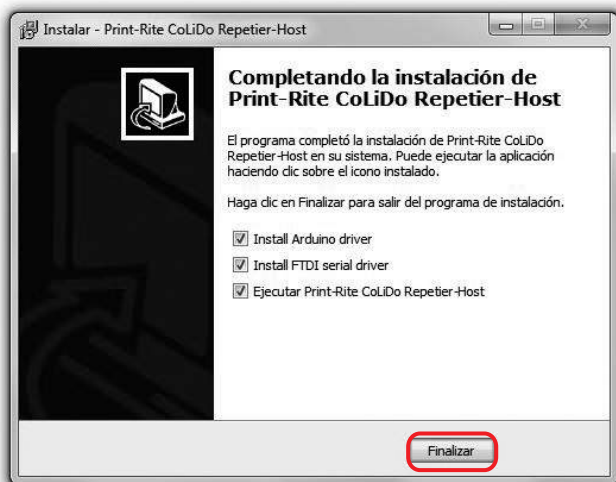 Instalar - Print-Rite CoLiDo Repetier-Host
Completando la instalación de
Print-Rite CoLiDo Repetier-Host
El programa completó la instalación de Print-Rite CoLiDo
Repetier-Host en su sistema. Puede ejecutar la aplicación
haciendo clic sobre el icono instalado.
Haga clic en Finalizar para salir del programa de instalación.
Install Arduino driver
Install FTDI serial driver
Ejecutar Print-Rite CoLiDo Repetier-Host
Finalizar